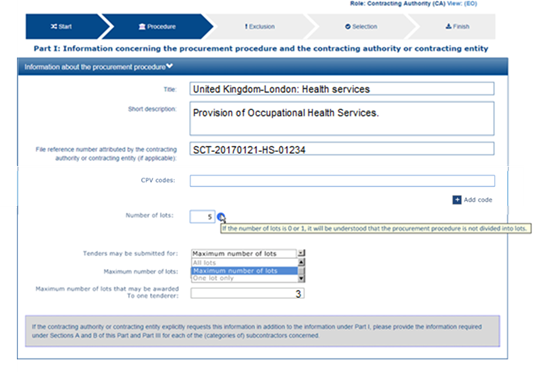 Role: Contracting Authority (CA) View: (EO)
Start Procedure Exclusion Selection Finish
Part I: Information concerning the procurement procedure and the contracting authority or contracting entity
Information about the procurement procedure
Title: United Kingdom-London: Health services
Short description: Provision of Occupational Health Services.
File reference number attributed by the contracting
authority or contracting entity (if applicable): SCT-20170121-HS-01234
CPV codes:
Add code
Number of lots: 5
If the number of lots is 0 or 1, it will be understood that the procurement procedure is not divided into lots.
Tenders may be submitted for: Maximum number of lots
All lots
Maximum number of lots: Maximum number of lots
One lot only
Maximum number of lots that may be awarded
To one tenderer: 3
If the contracting authority or contracting entity explicitly requests this information in addition to the information under Part I, please provide the information required
under Sections A and B of this Part and Part III for each of the (categories of) subcontractors concerned.